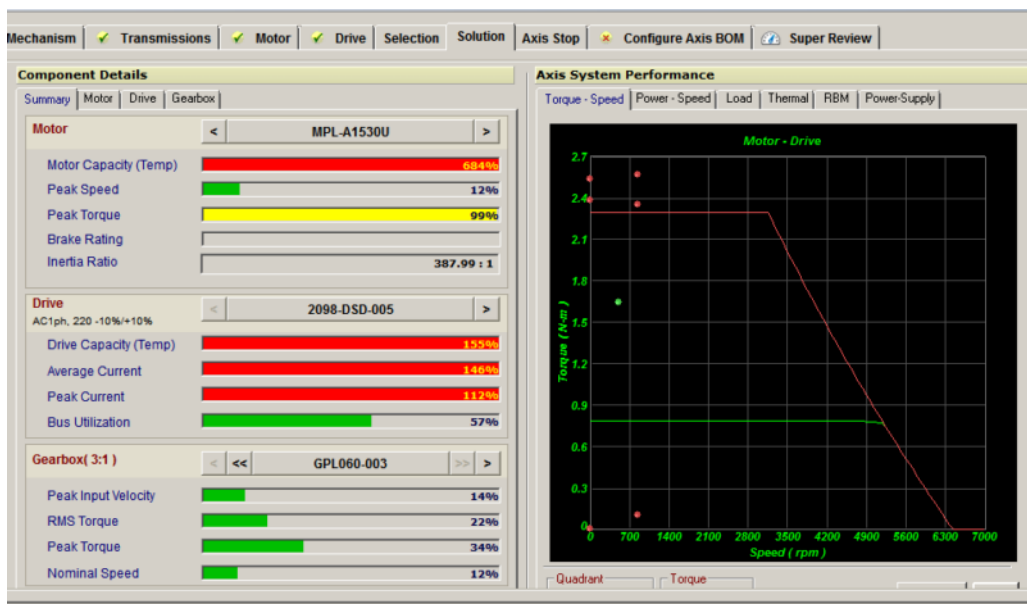 Mechanism Transmissions Motor Drive Selection Solution Axis Stop Configure Axis BOM Super Review
Component Details
Summary Motor Drive Gearbox
Motor < MPL-A1530U >
Motor Capacity (Temp) 684%
Peak Speed 12%
Peak Torque 99%
Brake Rating
Inertia Ratio 387.99 : 1
Drive < 2098-DSD-005 >
AC1ph, 220 -10%/+10%
Drive Capacity (Temp) 155%
Average Current 146%
Peak Current 112%
Bus Utilization 57%
Gearbox( 3:1 ) < << GPL060-003 >> >
Peak Input Velocity 14%
RMS Torque 22%
Peak Torque 34%
Nominal Speed 12%
Axis System Performance
Torque - Speed Power - Speed Load Thermal RBM Power-Supply
Motor - Drive
2.7
2.4
2.1
1.8
1.5
1.2
0.9
0.6
0.3
0
Torque ( N-m )
0 700 1400 2100 2800 3500 4200 4900 5600 6300 7000
Speed ( rpm )
Quadrant Torque